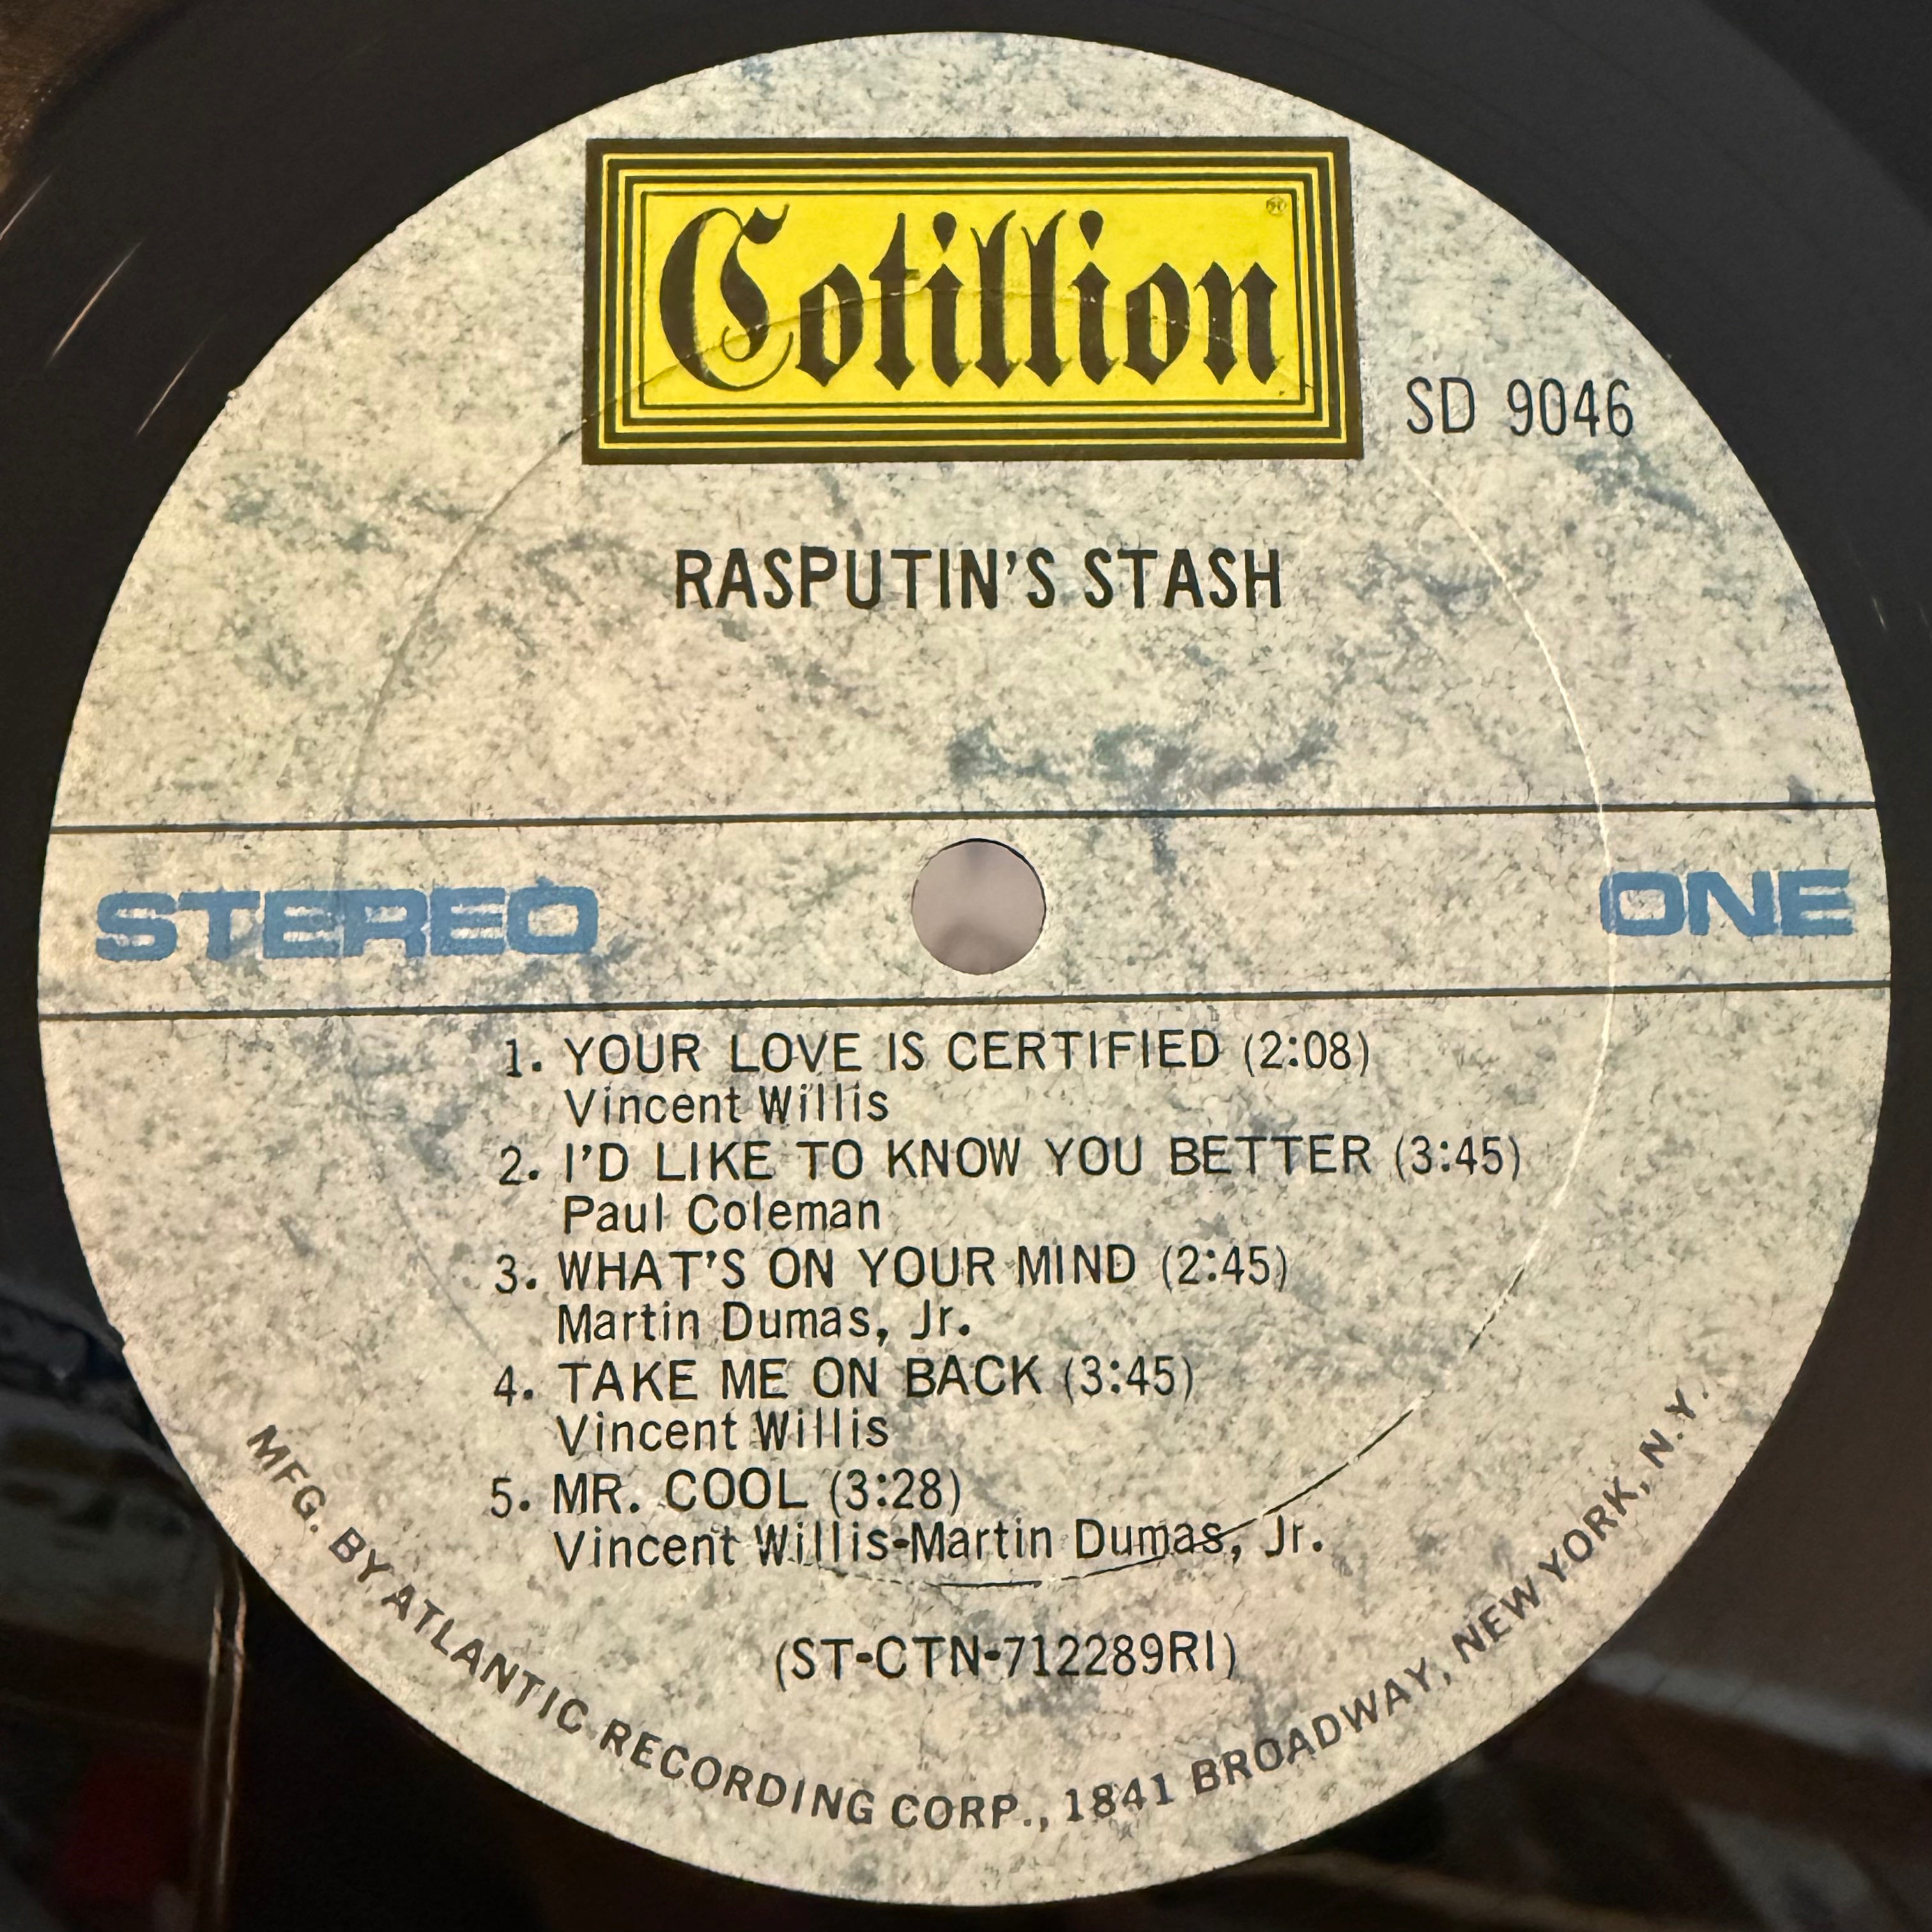 Cotillion
SD 9046
RASPUTIN'S STASH
STEREO
ONE
1. YOUR LOVE IS CERTIFIED (2:08)
Vincent Willis
2. I'D LIKE TO KNOW YOU BETTER (3:45)
Paul Coleman
3. WHAT'S ON YOUR MIND (2:45)
Martin Dumas, Jr.
4. TAKE ME ON BACK (3:45)
Vincent Willis
5. MR. COOL (3:28)
Vincent Willis-Martin Dumas, Jr.
(ST-CTN-712289RI)
MFG. BY ATLANTIC RECORDING CORP., 1841 BROADWAY, NEW YORK, N.Y.